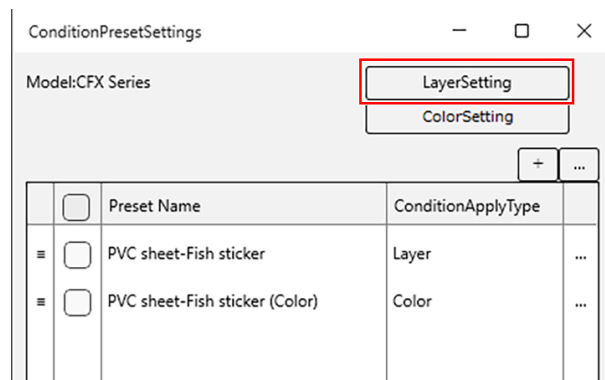 ConditionPresetSettings
Model:CFX Series
LayerSetting
ColorSetting
+ ...
Preset Name ConditionApplyType
PVC sheet-Fish sticker Layer ...
PVC sheet-Fish sticker (Color) Color ...